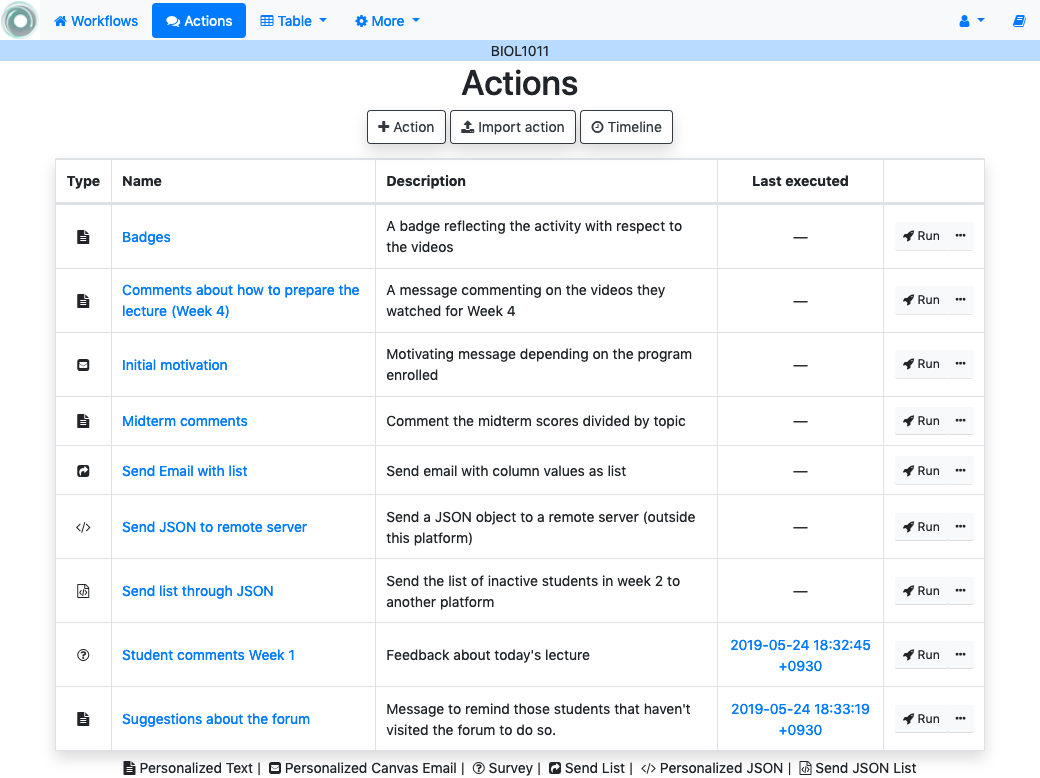 Workflows Actions Table More
BIOL1011
Actions
Action Import action Timeline
Type Name Description Last executed
Badges A badge reflecting the activity with respect to
the videos — Run ···
Comments about how to prepare the
lecture (Week 4) A message commenting on the videos they
watched for Week 4 — Run ···
Initial motivation Motivating message depending on the program
enrolled — Run ···
Midterm comments Comment the midterm scores divided by topic — Run ···
Send Email with list Send email with column values as list — Run ···
Send JSON to remote server Send a JSON object to a remote server (outside
this platform) — Run ···
Send list through JSON Send the list of inactive students in week 2 to
another platform — Run ···
Student comments Week 1 Feedback about today's lecture 2019-05-24 18:32:45
+0930 Run ···
Suggestions about the forum Message to remind those students that haven't
visited the forum to do so. 2019-05-24 18:33:19
+0930 Run ···
Personalized Text | Personalized Canvas Email | Survey | Send List | </> Personalized JSON | Send JSON List